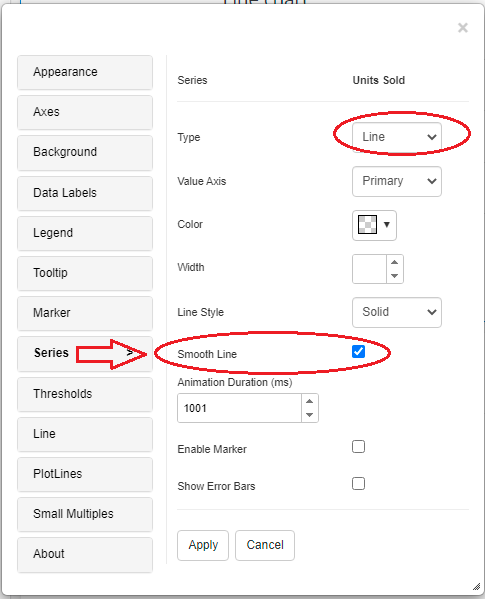 Line chart
×
Appearance
Axes
Background
Data Labels
Legend
Tooltip
Marker
Series >
Thresholds
Line
PlotLines
Small Multiples
About
Series Units Sold
Type Line
Value Axis Primary
Color
Width
Line Style Solid
Smooth Line
Animation Duration (ms)
1001
Enable Marker
Show Error Bars
Apply Cancel